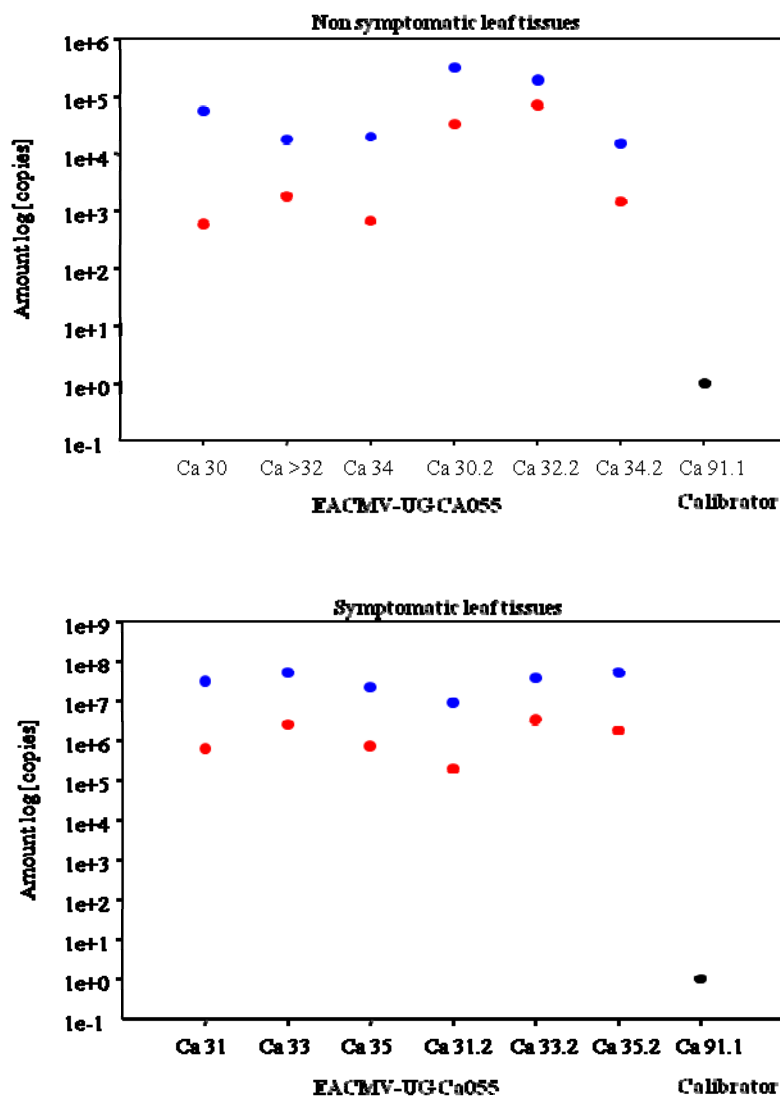 Non symptomatic leaf tissues
Amount log [copies]
1e+6
1e+5
1e+4
1e+3
1e+2
1e+1
1e+0
1e-1
Ca 30 Ca >32 Ca 34 Ca 30.2 Ca 32.2 Ca 34.2 Ca 91.1
EACMV-UG CA055 Calibrator
Symptomatic leaf tissues
Amount log [copies]
1e+9
1e+8
1e+7
1e+6
1e+5
1e+4
1e+3
1e+2
1e+1
1e+0
1e-1
Ca 31 Ca 33 Ca 35 Ca 31.2 Ca 33.2 Ca 35.2 Ca 91.1
EACMV-UG Ca055 Calibrator